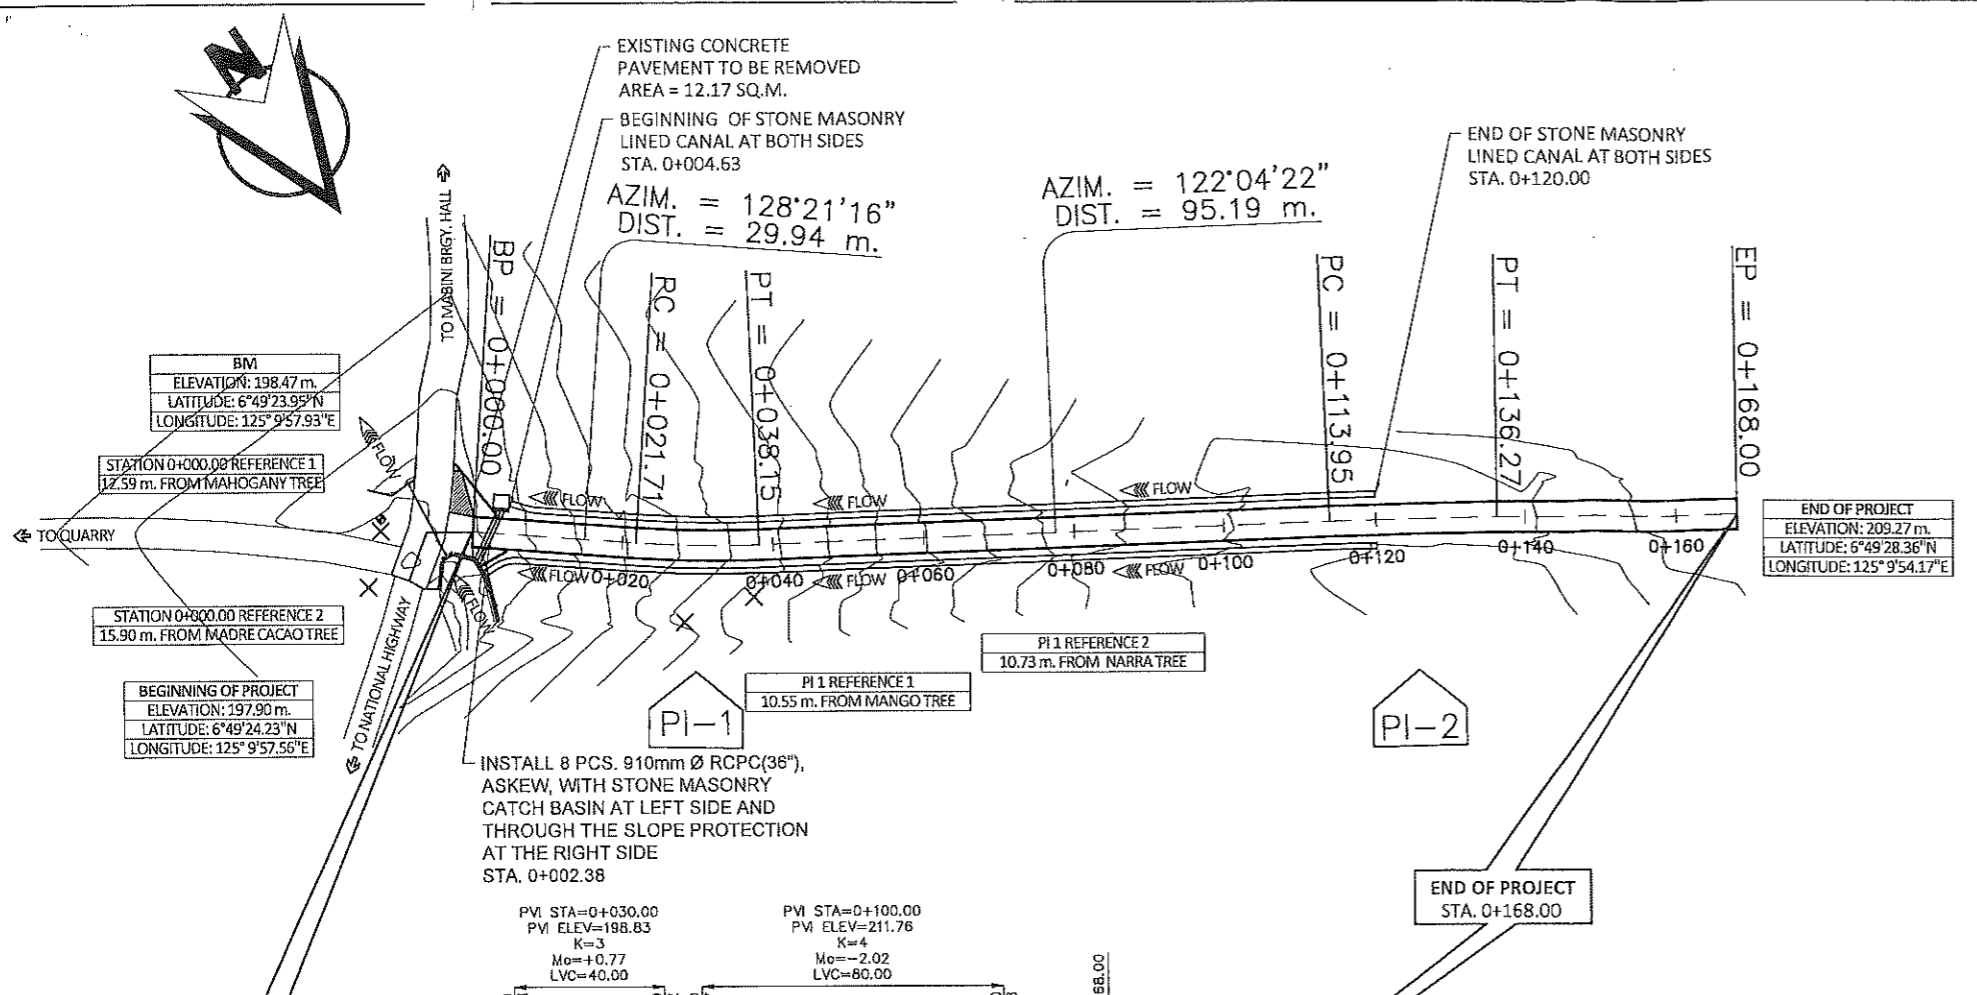 N
EXISTING CONCRETE
PAVEMENT TO BE REMOVED
AREA = 12.17 SQ.M.
BEGINNING OF STONE MASONRY
LINED CANAL AT BOTH SIDES
STA. 0+004.63
END OF STONE MASONRY
LINED CANAL AT BOTH SIDES
STA. 0+120.00
AZIM. = 128°21'16"
DIST. = 29.94 m.
AZIM. = 122°04'22"
DIST. = 95.19 m.
TO MABINI BRGY. HALL
BP = 0+000.00
RC = 0+021.71
PT = 0+038.15
PC = 0+113.95
PT = 0+136.27
EP = 0+168.00
BM
ELEVATION: 198.47 m.
LATITUDE: 6°49'23.95"N
LONGITUDE: 125° 9'57.93"E
STATION 0+000.00 REFERENCE 1
12.59 m. FROM MAHOGANY TREE
FLOW
FLOW
FLOW
FLOW
TO QUARRY
END OF PROJECT
ELEVATION: 209.27 m.
LATITUDE: 6°49'28.36"N
LONGITUDE: 125° 9'54.17"E
FLOW
0+020
0+040
FLOW
0+060
0+080
FLOW
0+100
0+120
0+140
0+160
FLOW
STATION 0+000.00 REFERENCE 2
15.90 m. FROM MADRE CACAO TREE
PI 1 REFERENCE 2
10.73 m. FROM NARRA TREE
BEGINNING OF PROJECT
ELEVATION: 197.90 m.
LATITUDE: 6°49'24.23"N
LONGITUDE: 125° 9'57.56"E
TO NATIONAL HIGHWAY
PI 1 REFERENCE 1
10.55 m. FROM MANGO TREE
PI-1
PI-2
INSTALL 8 PCS. 910mm Ø RCPC(36"),
ASKEW, WITH STONE MASONRY
CATCH BASIN AT LEFT SIDE AND
THROUGH THE SLOPE PROTECTION
AT THE RIGHT SIDE
STA. 0+002.38
END OF PROJECT
STA. 0+168.00
PVI STA=0+030.00
PVI ELEV=198.83
K=3
Mo=+0.77
LVC=40.00
PVI STA=0+100.00
PVI ELEV=211.76
K=4
Mo=-2.02
LVC=80.00
68.00